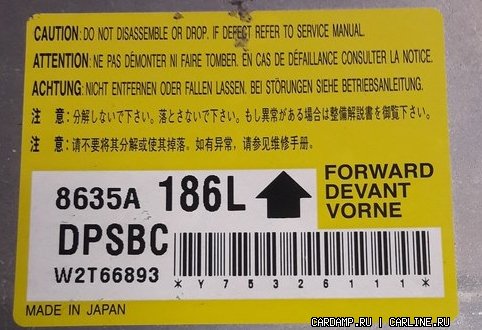 CAUTION: DO NOT DISASSEMBLE OR DROP. IF DEFECT REFER TO SERVICE MANUAL.
ATTENTION: NE PAS DÉMONTER NI FAIRE TOMBER. EN CAS DE DÉFAILLANCE CONSULTER LA NOTICE.
ACHTUNG: NICHT ENTFERNEN ODER FALLEN LASSEN. BEI STÖRUNGEN SIEHE BETRIEBSANLEITUNG.
注 意:分解しないで下さい。落とさないで下さい。もし異常がある場合は整備解説書を御覧下さい。
注 意:请不要将其分解或使其掉落。如有异常，请参见维修手册。
8635A 186L
FORWARD
DEVANT
VORNE
DPSBC
W2T66893
*Y75326111*
MADE IN JAPAN
CARDAMP.RU | CARLINE.RU